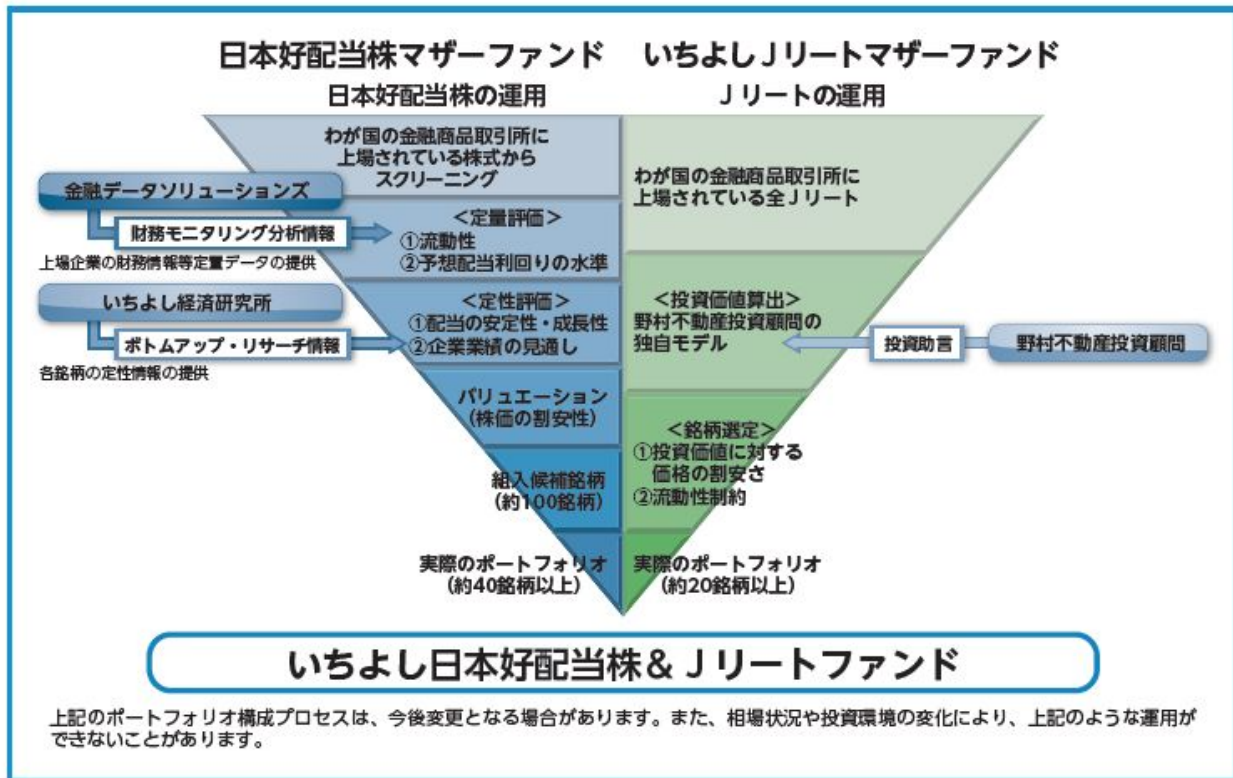 日本好配当株マザーファンド
日本好配当株の運用
わが国の金融商品取引所に
上場されている株式から
スクリーニング
金融データソリューションズ
財務モニタリング分析情報
上場企業の財務情報等定量データの提供
<定量評価>
①流動性
②予想配当利回りの水準
いちよし経済研究所
ボトムアップ・リサーチ情報
各銘柄の定性情報の提供
<定性評価>
①配当の安定性・成長性
②企業業績の見通し
バリュエーション
(株価の割安性)
組入候補銘柄
(約100銘柄)
実際のポートフォリオ
(約40銘柄以上)
いちよしJリートマザーファンド
Jリートの運用
わが国の金融商品取引所に
上場されている全Jリート
<投資価値算出>
野村不動産投資顧問の
独自モデル
投資助言
野村不動産投資顧問
<銘柄選定>
①投資価値に対する
価格の割安さ
②流動性制約
実際のポートフォリオ
(約20銘柄以上)
いちよし日本好配当株&Jリートファンド
上記のポートフォリオ構成プロセスは、今後変更となる場合があります。また、相場状況や投資環境の変化により、上記のような運用が
できないことがあります。